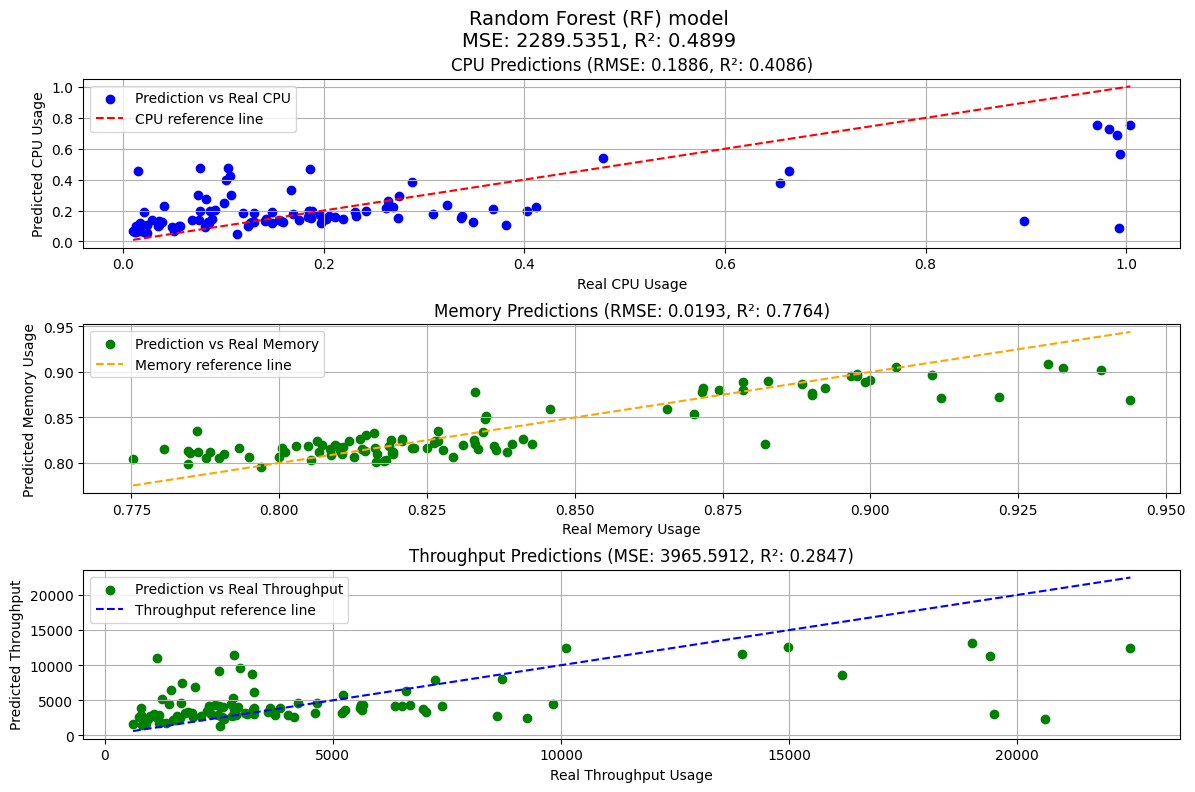 Random Forest (RF) model
MSE: 2289.5351, R²: 0.4899
CPU Predictions (RMSE: 0.1886, R²: 0.4086)
Predicted CPU Usage
1.0
0.8
0.6
0.4
0.2
0.0
Prediction vs Real CPU
CPU reference line
0.0 0.2 0.4 0.6 0.8 1.0
Real CPU Usage
Memory Predictions (RMSE: 0.0193, R²: 0.7764)
Predicted Memory Usage
0.95
0.90
0.85
0.80
Prediction vs Real Memory
Memory reference line
0.775 0.800 0.825 0.850 0.875 0.900 0.925 0.950
Real Memory Usage
Throughput Predictions (MSE: 3965.5912, R²: 0.2847)
Predicted Throughput
20000
15000
10000
5000
0
Prediction vs Real Throughput
Throughput reference line
0 5000 10000 15000 20000
Real Throughput Usage